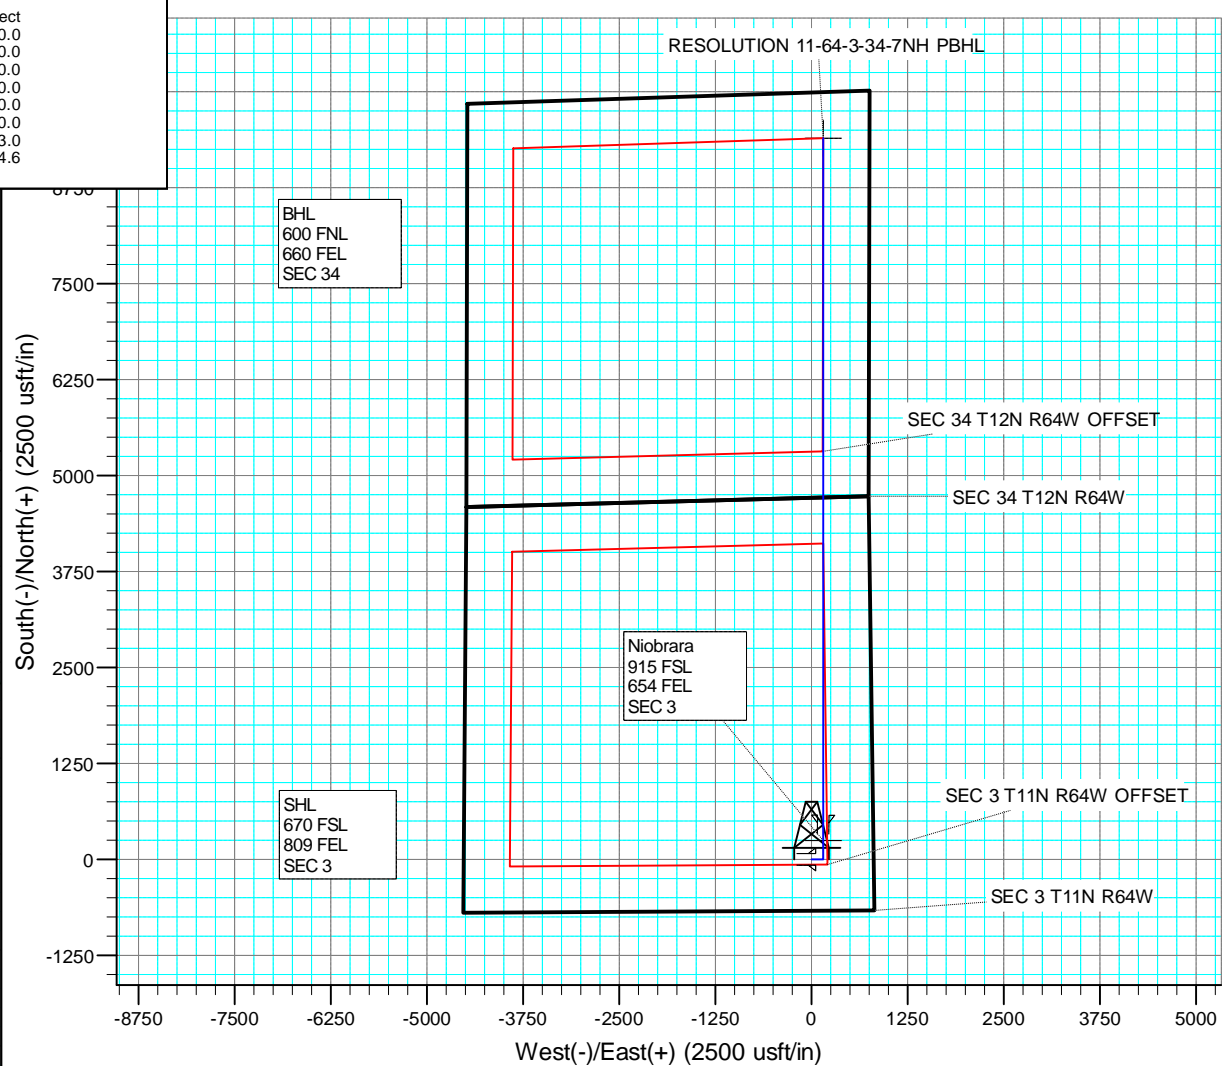 ect
0.0
0.0
0.0
0.0
0.0
0.0
3.0
4.6
RESOLUTION 11-64-3-34-7NH PBHL
BHL
600 FNL
660 FEL
SEC 34
SEC 34 T12N R64W OFFSET
SEC 34 T12N R64W
Niobrara
915 FSL
654 FEL
SEC 3
SHL
670 FSL
809 FEL
SEC 3
SEC 3 T11N R64W OFFSET
SEC 3 T11N R64W
8750
7500
6250
5000
3750
2500
1250
0
-1250
South(-)/North(+) (2500 usft/in)
-8750 -7500 -6250 -5000 -3750 -2500 -1250 0 1250 2500 3750 5000
West(-)/East(+) (2500 usft/in)